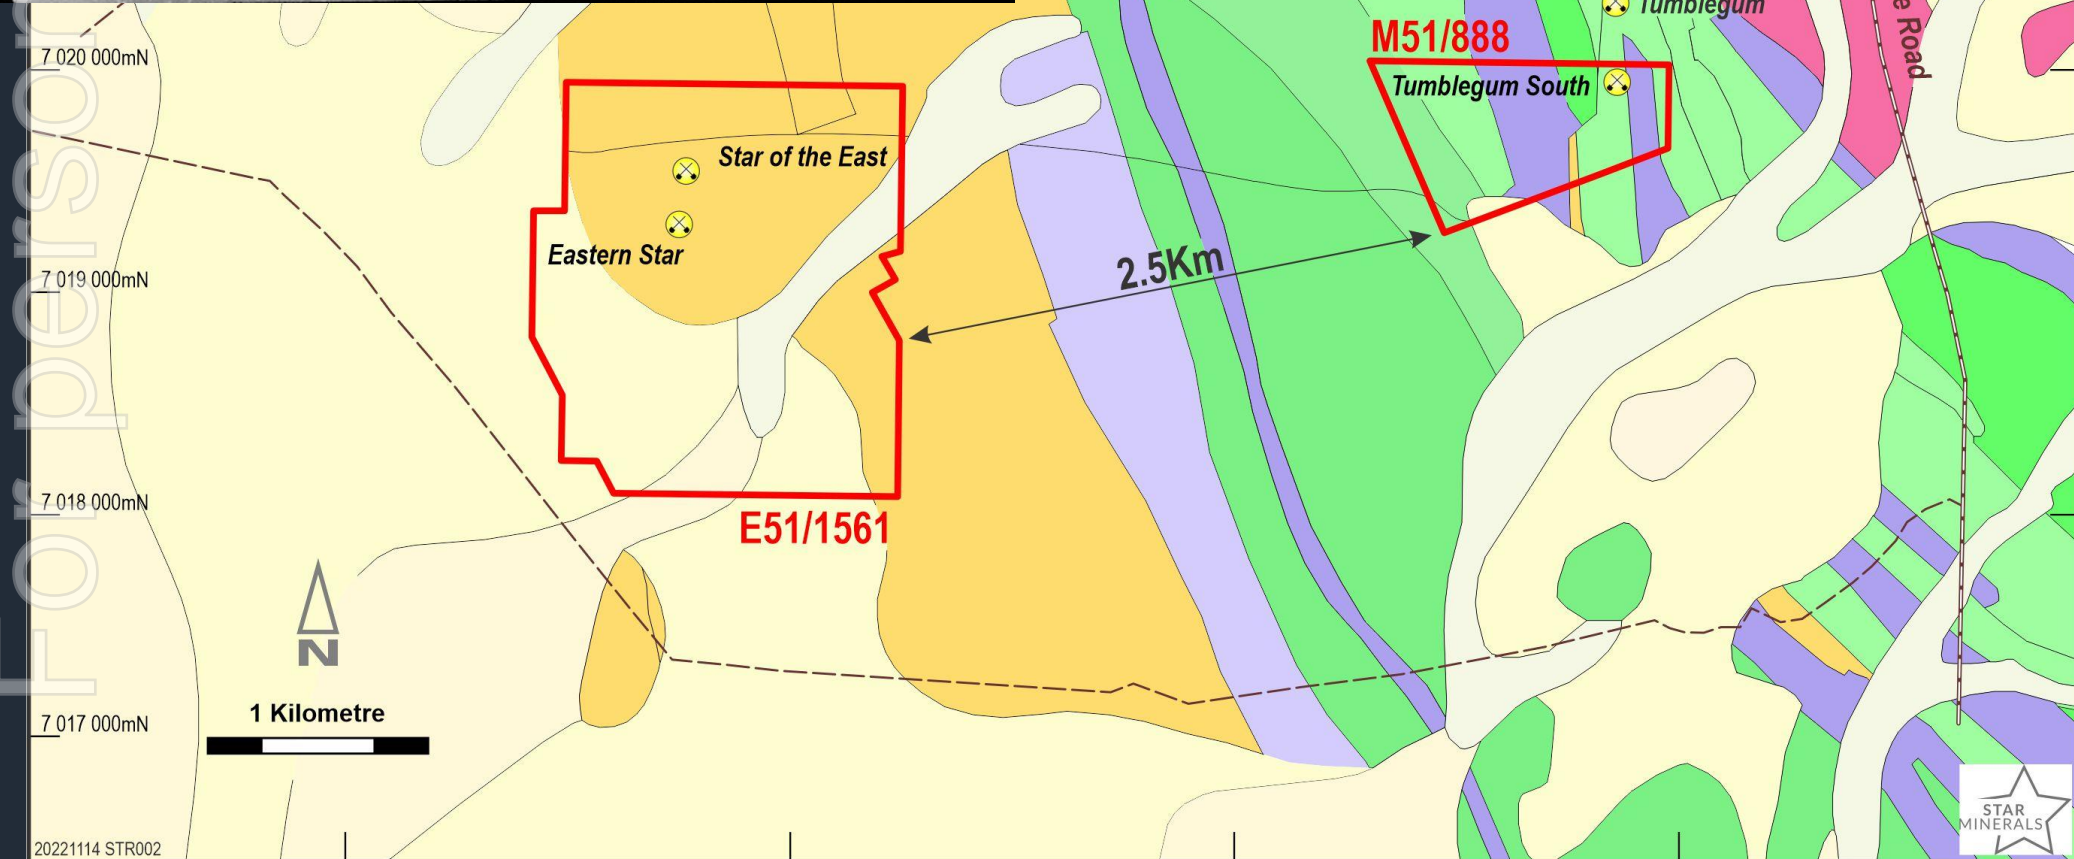 Tumblegum
e Road
M51/888
7 020 000mN
Tumblegum South
Star of the East
Eastern Star
2.5Km
7 019 000mN
7 018 000mN
E51/1561
N
1 Kilometre
7 017 000mN
STAR
MINERALS
20221114 STR002
For person